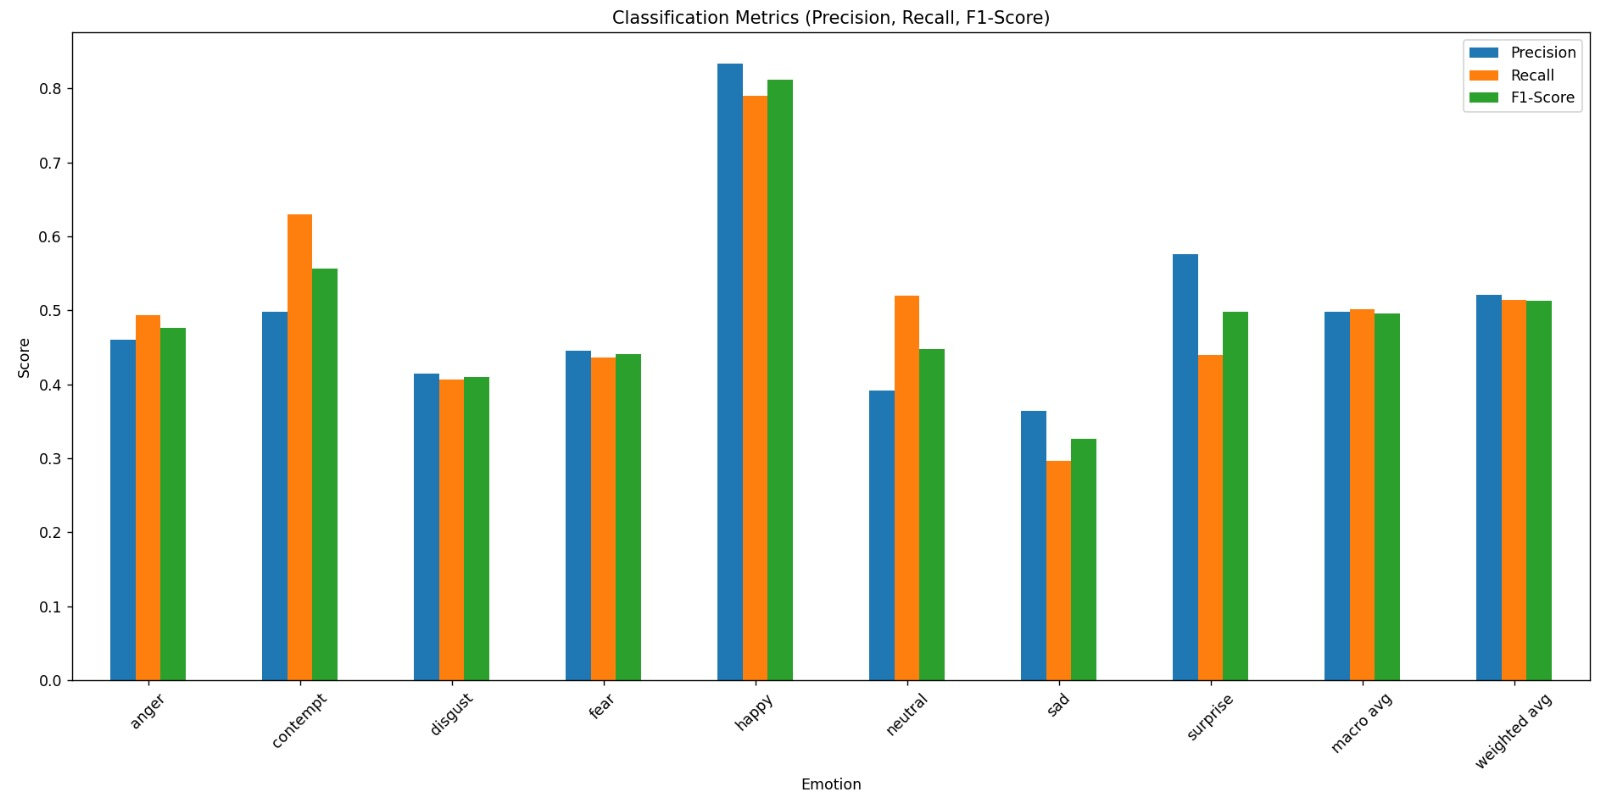 Classification Metrics (Precision, Recall, F1-Score)
Precision
Recall
F1-Score
Score
0.8
0.7
0.6
0.5
0.4
0.3
0.2
0.1
0.0
anger
contempt
disgust
fear
happy
neutral
sad
surprise
macro avg
weighted avg
Emotion